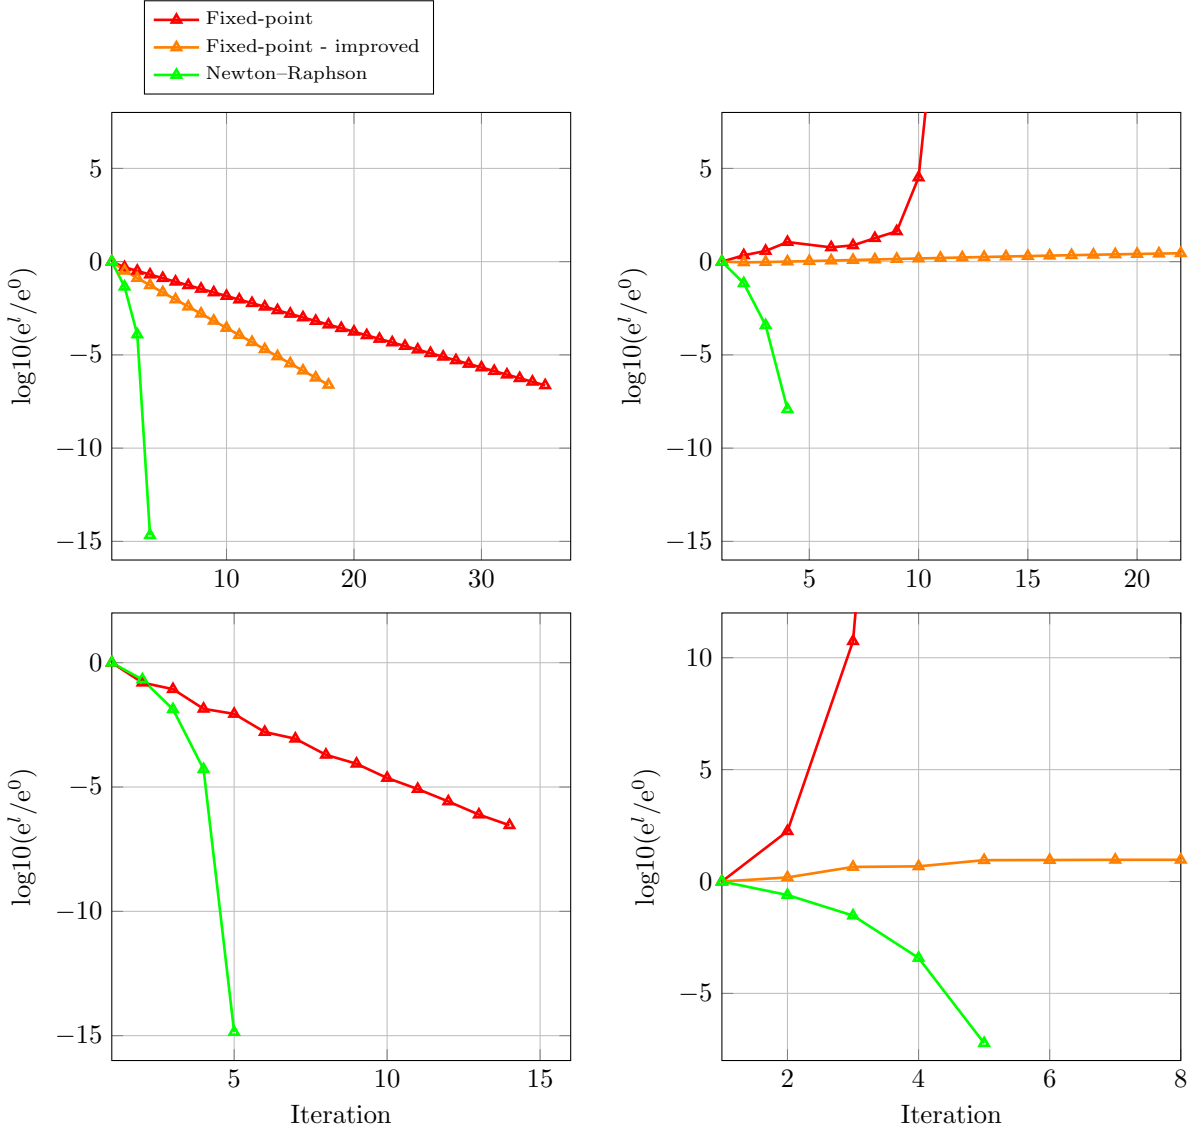 Fixed-point
Fixed-point - improved
Newton–Raphson
5
0
−5
−10
−15
10 20 30
log10(e^l/e^0)
5
0
−5
−10
−15
5 10 15 20
log10(e^l/e^0)
0
−5
−10
−15
5 10 15
log10(e^l/e^0)
Iteration
10
5
0
−5
2 4 6 8
log10(e^l/e^0)
Iteration